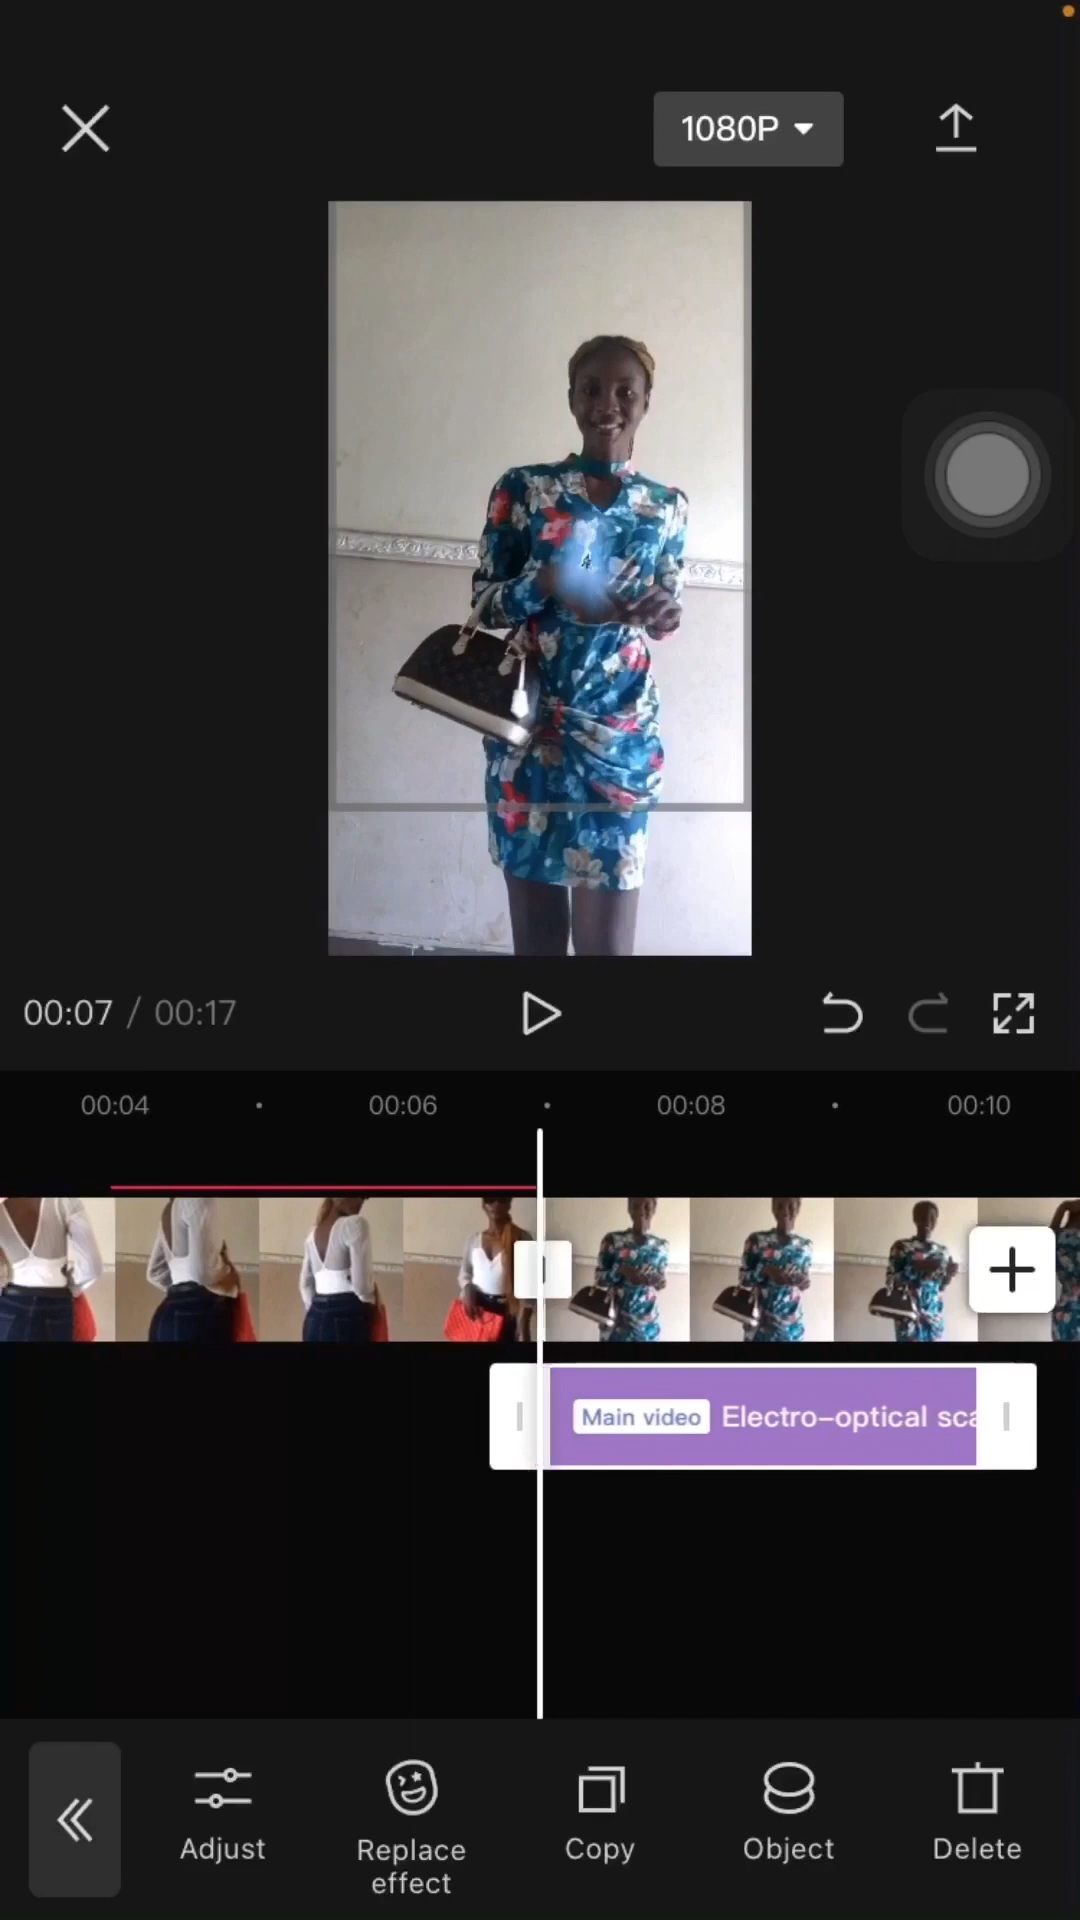 1080P
00:07 / 00:17
00:04 00:06 00:08 00:10
Main video Electro-optical sca
Adjust Replace effect Copy Object Delete